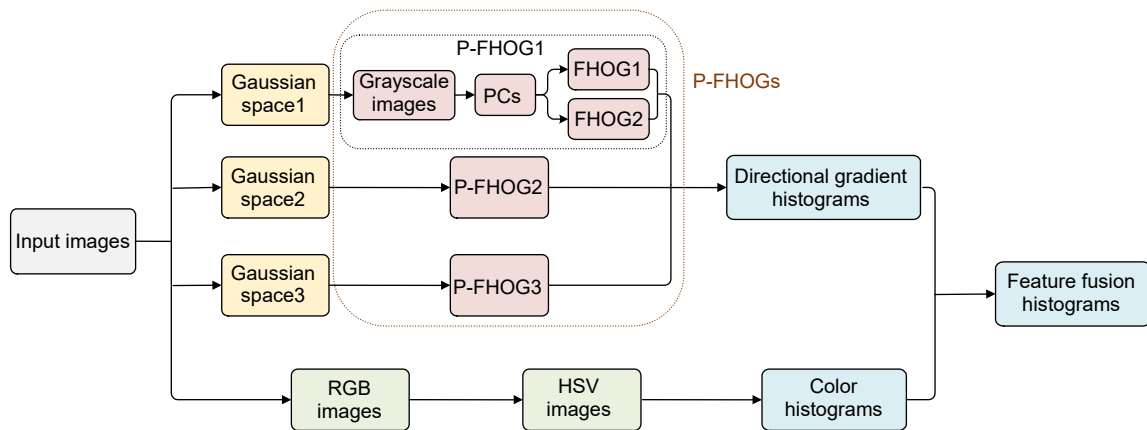 P-FHOG1
P-FHOGs
Gaussian
space1
Grayscale
images
PCs
FHOG1
FHOG2
Gaussian
space2
P-FHOG2
Directional gradient
histograms
Input images
Gaussian
space3
P-FHOG3
Feature fusion
histograms
RGB
images
HSV
images
Color
histograms